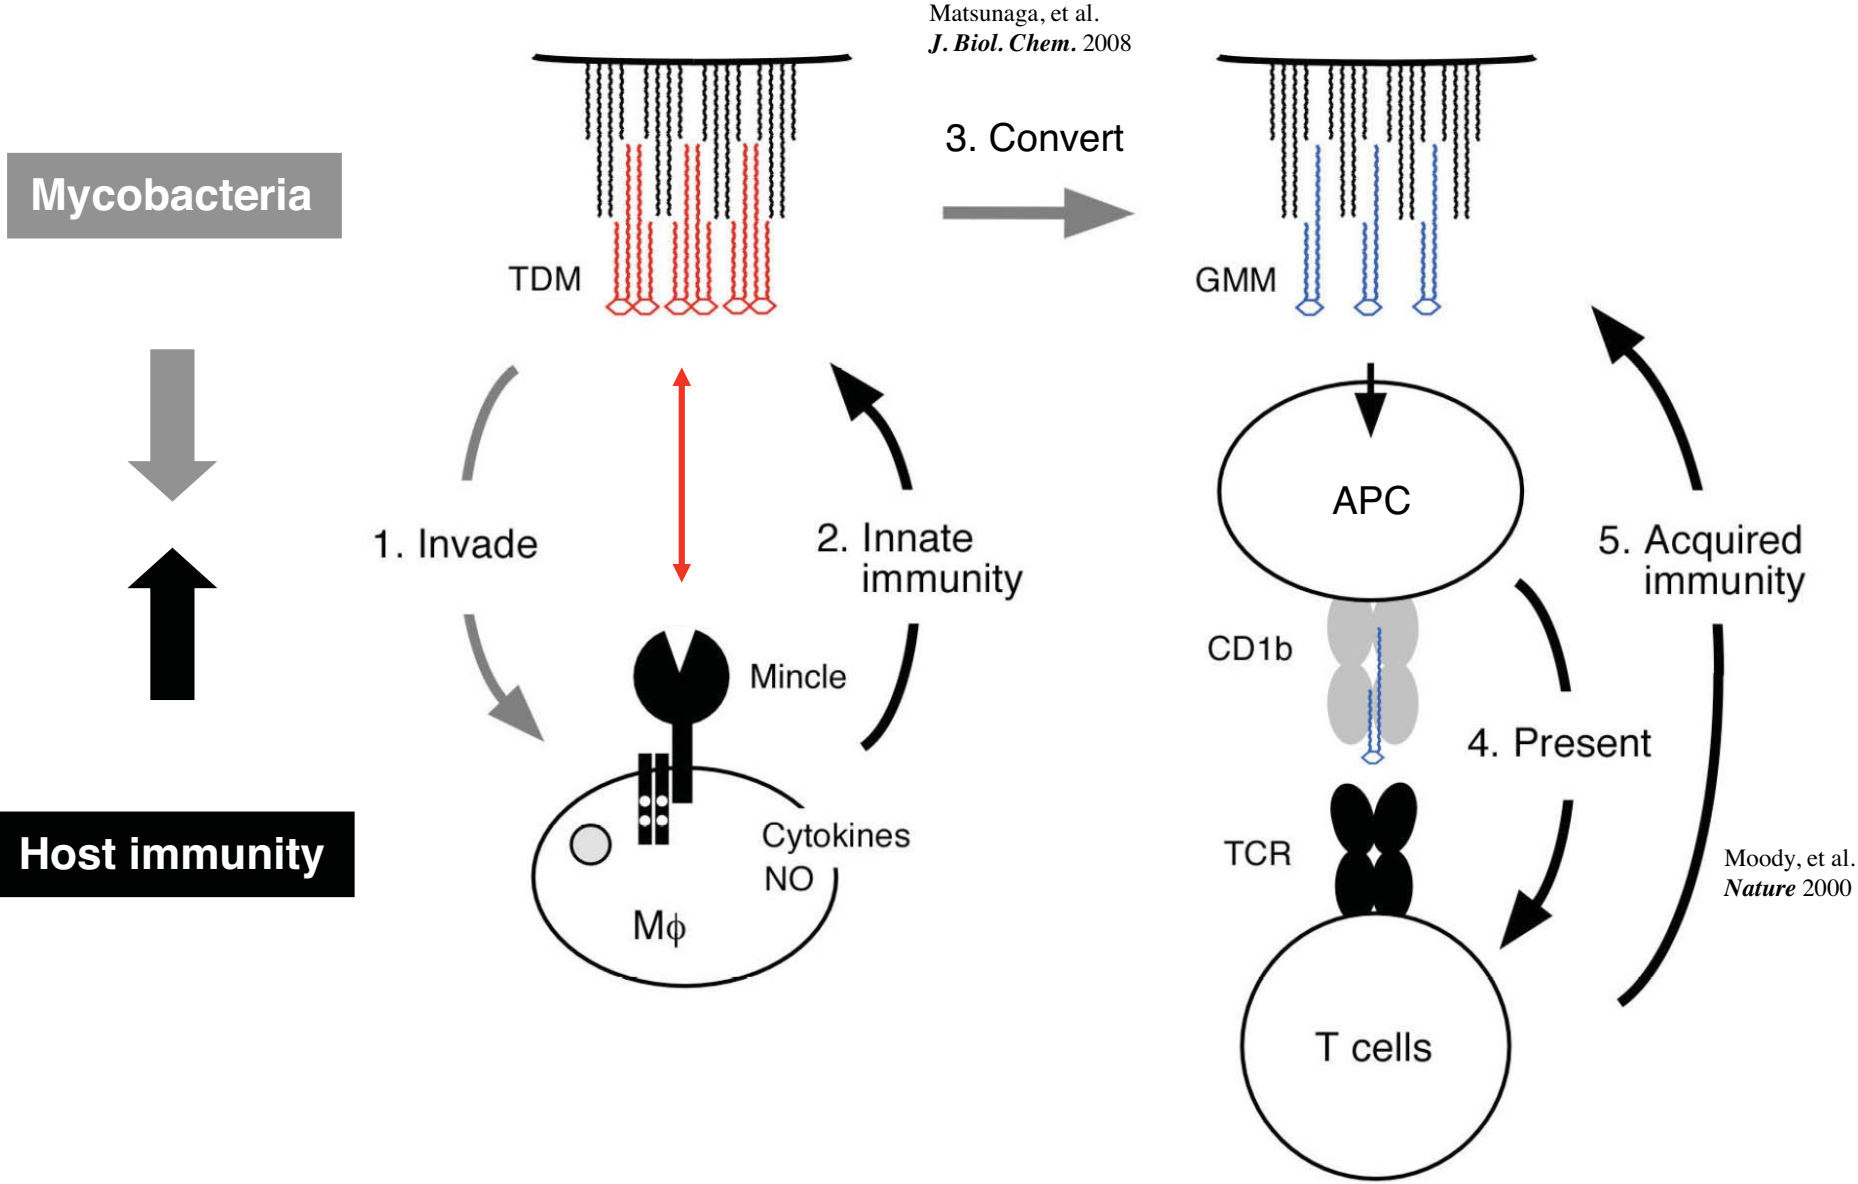 Matsunaga, et al.
J. Biol. Chem. 2008
3. Convert
Mycobacteria
TDM
GMM
APC
1. Invade
2. Innate
immunity
5. Acquired
immunity
CD1b
Mincle
4. Present
Host immunity
Cytokines
NO
Mφ
TCR
Moody, et al.
Nature 2000
T cells